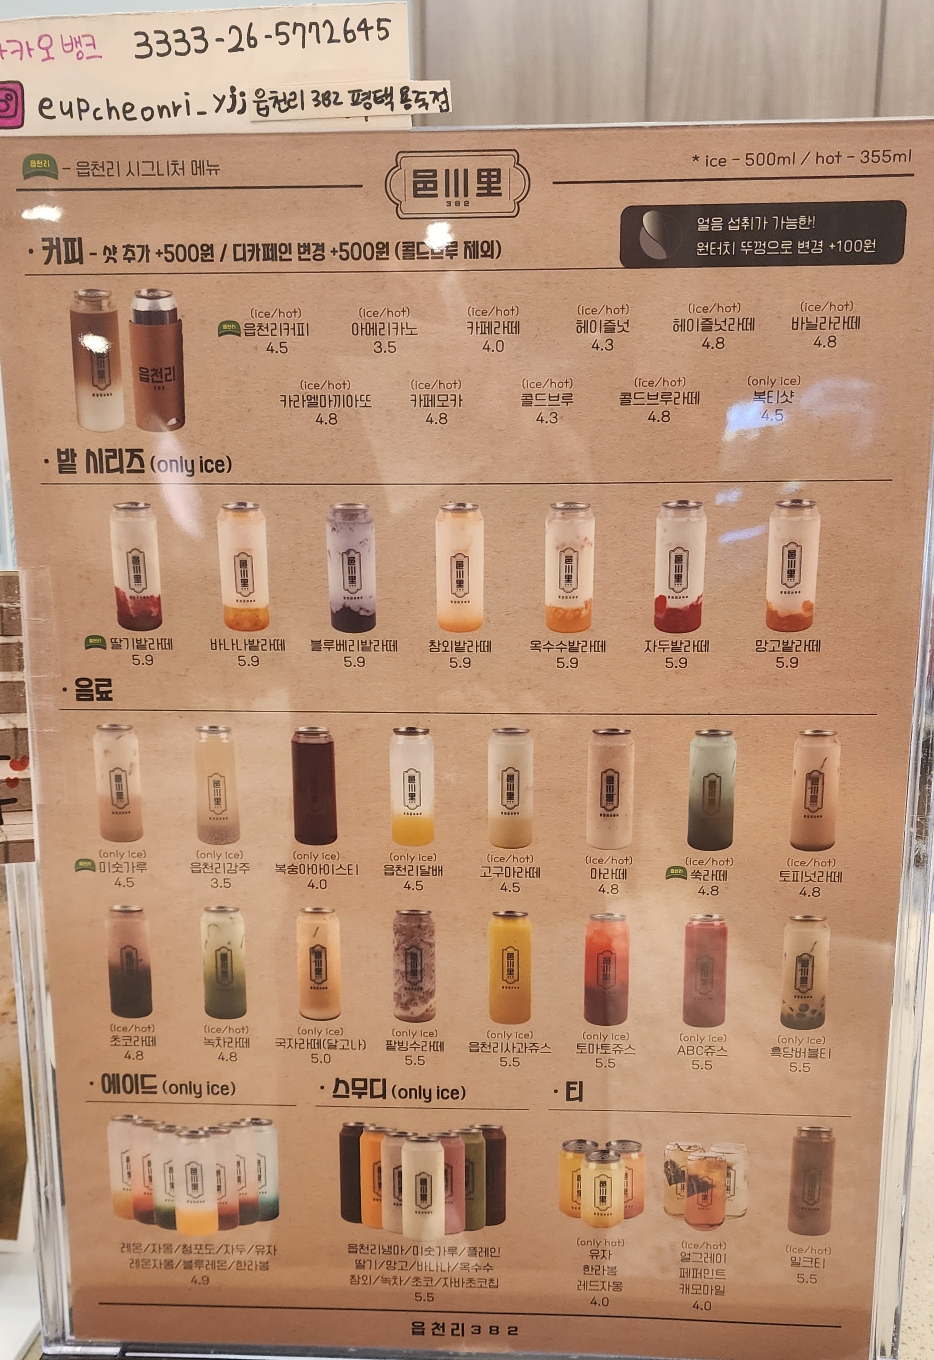 카카오뱅크 3333-26-5772645
eupcheonri_yjj 읍천리382 평택용죽점
읍천리 - 읍천리 시그니처 메뉴
邑川里
382
* ice - 500ml / hot - 355ml
· 커피 - 샷 추가 +500원 / 디카페인 변경 +500원 (콜드브루 제외)
얼음 섭취가 가능한!
원터치 뚜껑으로 변경 +100원
(ice/hot) (ice/hot) (ice/hot) (ice/hot) (ice/hot) (ice/hot)
읍천리커피 아메리카노 카페라떼 헤이즐넛 헤이즐넛라떼 바닐라라떼
4.5 3.5 4.0 4.3 4.8 4.8
(ice/hot) (ice/hot) (ice/hot) (ice/hot) (only ice)
카라멜마끼아또 카페모카 콜드브루 콜드브루라떼 복티샷
4.8 4.8 4.3 4.8 4.5
· 밭 시리즈 (only ice)
딸기밭라떼 바나나밭라떼 블루베리밭라떼 참외밭라떼 옥수수밭라떼 자두밭라떼 망고밭라떼
5.9 5.9 5.9 5.9 5.9 5.9 5.9
· 음료
(only ice) (only ice) (only ice) (only ice) (ice/hot) (ice/hot) (ice/hot) (ice/hot)
미숫가루 읍천리감주 복숭아아이스티 읍천리달배 고구마라떼 마라떼 쑥라떼 토피넛라떼
4.5 3.5 4.0 4.5 4.5 4.8 4.8 4.8
(ice/hot) (ice/hot) (only ice) (only ice) (only ice) (only ice) (only ice) (only ice)
초코라떼 녹차라떼 국자라떼(달고나) 팥빙수라떼 읍천리사과쥬스 토마토쥬스 ABC쥬스 흑당버블티
4.8 4.8 5.0 5.5 5.5 5.5 5.5 5.5
· 에이드 (only ice) · 스무디 (only ice) · 티
레몬/자몽/청포도/자두/유자
레몬자몽/블루레몬/한라봉
4.9
읍천리냉마/미숫가루/플레인
딸기/망고/바나나/옥수수
참외/녹차/초코/자바초코칩
5.5
(only hot)
유자
한라봉
레드자몽
4.0
(ice/hot)
얼그레이
페퍼민트
캐모마일
4.0
(ice/hot)
밀크티
5.5
읍천리382